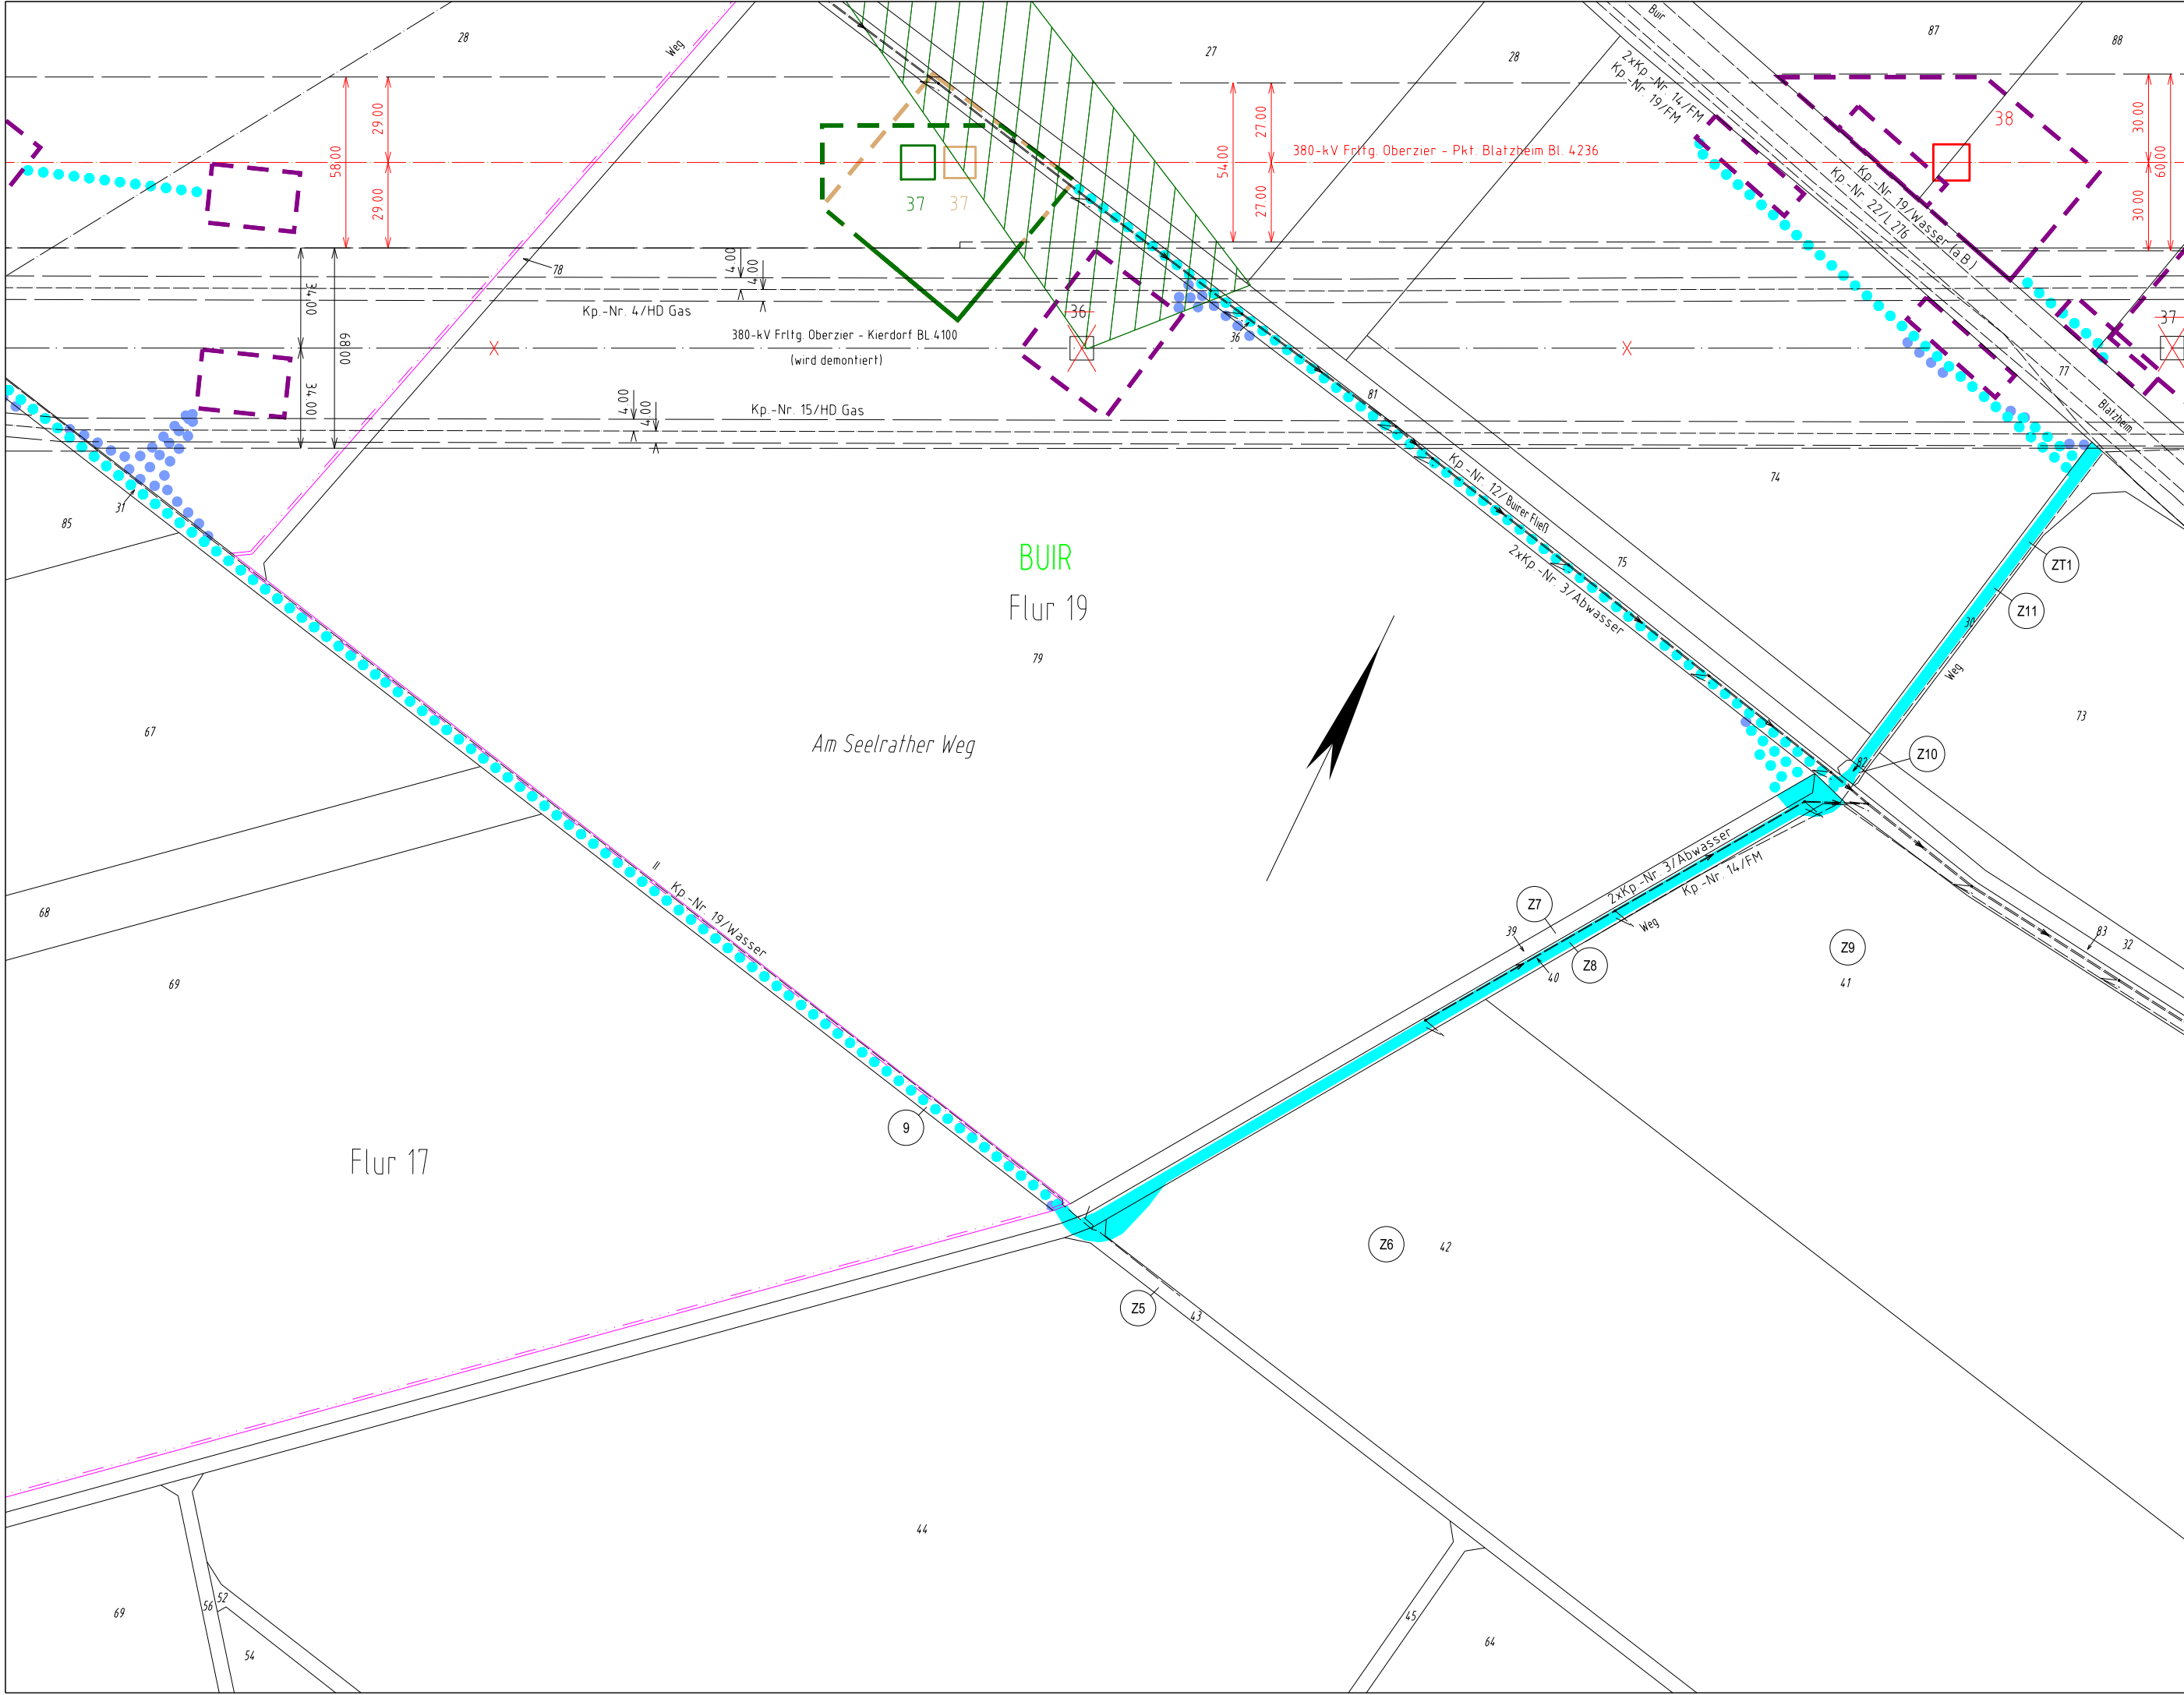 28
Weg
27
28
Buir
87
88
2xKp.-Nr. 14/FM
Kp.-Nr. 19/FM
58.00
29.00
29.00
54.00
27.00
27.00
380-kV Frltg. Oberzier - Pkt. Blatzheim Bl. 4236
38
30.00
30.00
60.00
37
37
Kp.-Nr. 19/Wasser (aB)
Kp.-Nr. 22/L 276
78
4.00
4.00
34.00
34.00
68.00
Kp.-Nr. 4/HD Gas
380-kV Frltg. Oberzier - Kierdorf BL.4100
(wird demontiert)
36
36
37
77
Blatzheim
81
4.00
4.00
Kp.-Nr. 15/HD Gas
Kp.-Nr. 12/Buirer Fließ
2xKp.-Nr. 3/Abwasser
74
75
31
85
BUIR
Flur 19
79
ZT1
Z11
30
Weg
73
67
Am Seelrather Weg
Z10
82
2xKp.-Nr. 3/Abwasser
Kp.-Nr. 14/FM
Weg
11
Kp.-Nr. 19/Wasser
68
69
Z7
39
Z8
40
Z9
41
83
32
9
Flur 17
Z6
42
Z5
43
44
69
56
52
54
45
64